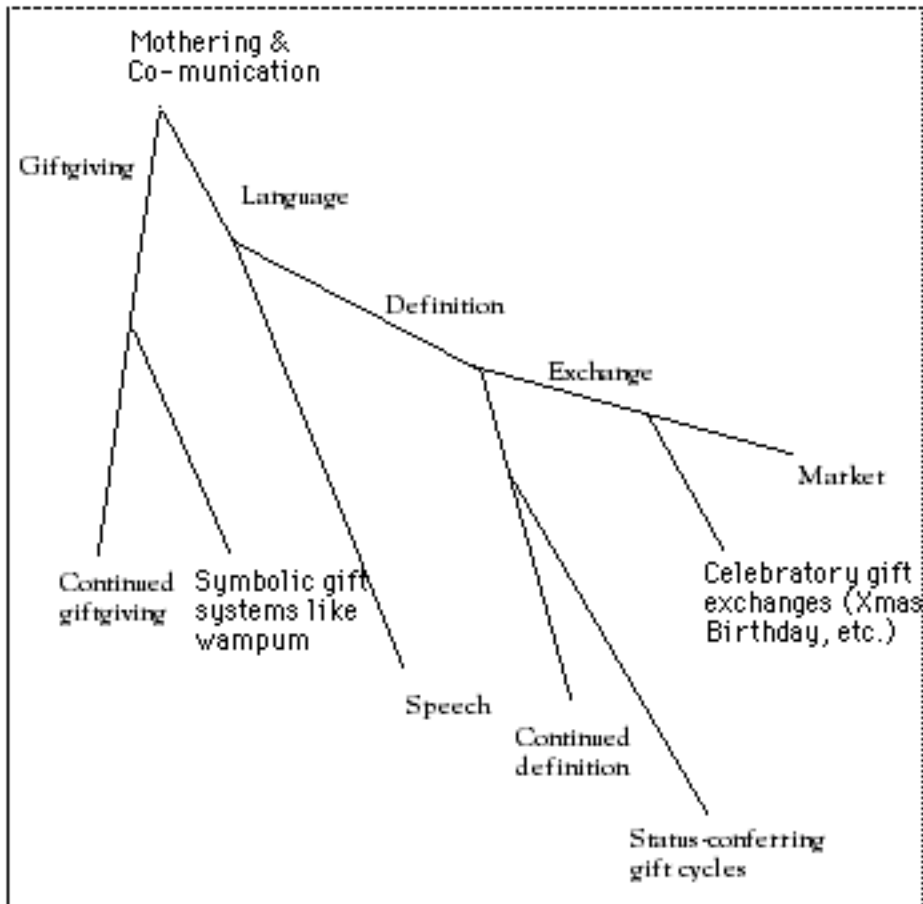 Mothering &
Co-munication
Giftgiving
Language
Definition
Exchange
Market
Continued
giftgiving
Symbolic gift
systems like
wampum
Celebratory gift
exchanges (Xmas
Birthday, etc.)
Speech
Continued
definition
Status-conferring
gift cycles